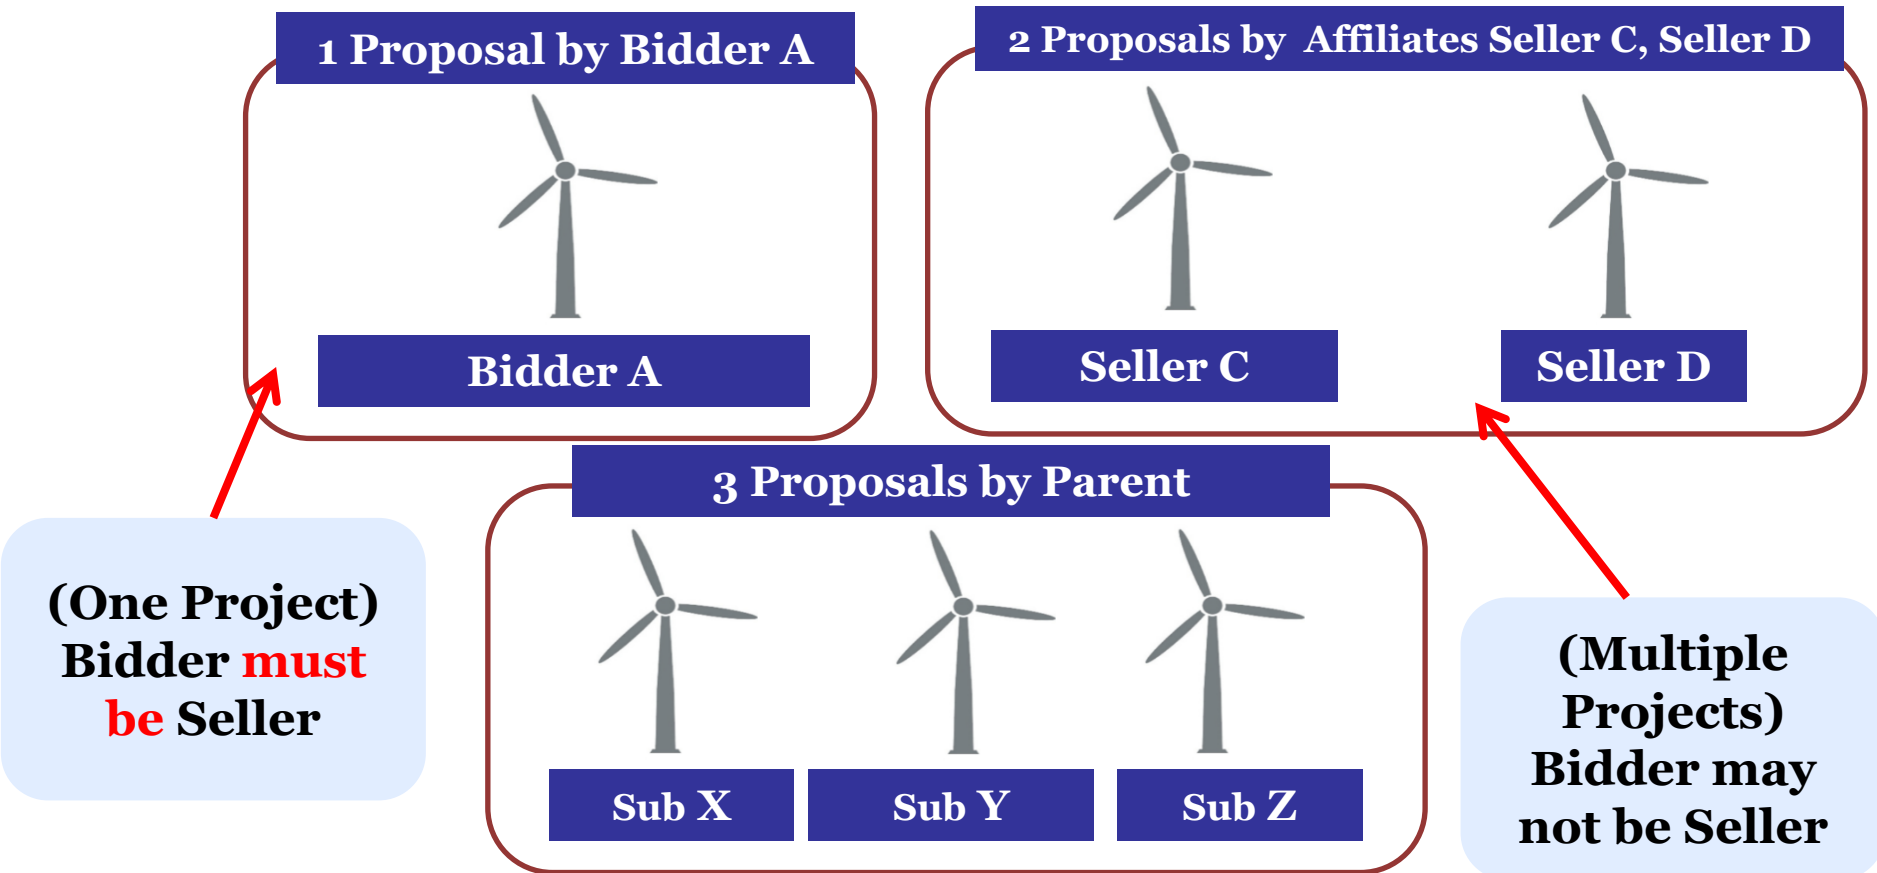 1 Proposal by Bidder A
2 Proposals by Affiliates Seller C, Seller D
Bidder A
Seller C
Seller D
3 Proposals by Parent
(One Project)
Bidder must
be Seller
Sub X
Sub Y
Sub Z
(Multiple
Projects)
Bidder may
not be Seller